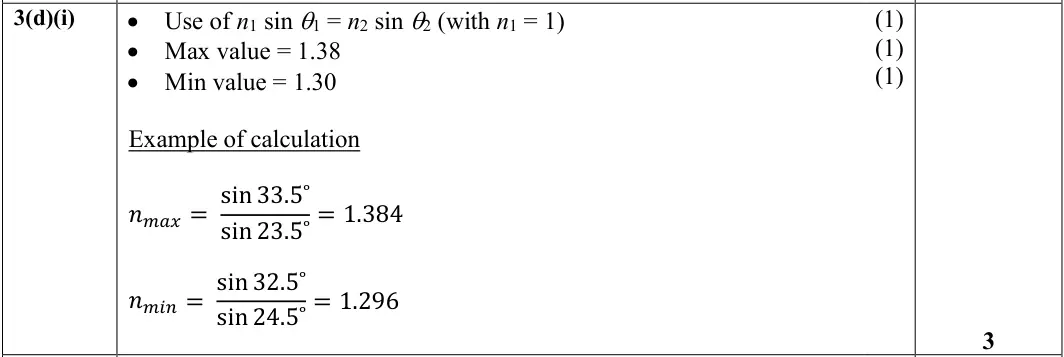 3(d)(i)
• Use of n₁ sin θ₁ = n₂ sin θ₂ (with n₁ = 1) (1)
• Max value = 1.38 (1)
• Min value = 1.30 (1)
Example of calculation
n_max = sin 33.5° / sin 23.5° = 1.384
n_min = sin 32.5° / sin 24.5° = 1.296
3